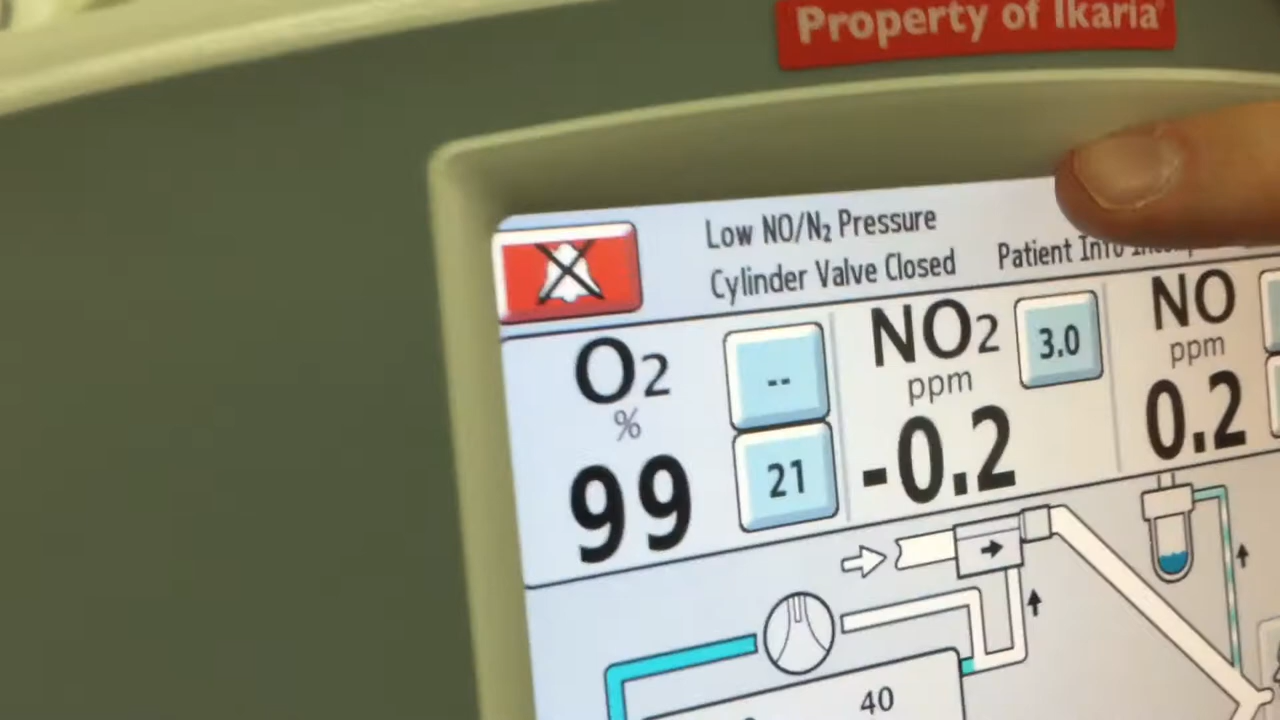 Property of Ikaria
Low NO/N₂ Pressure
Cylinder Valve Closed
Patient Info
O₂
%
99
--
21
NO₂
ppm
-0.2
3.0
NO
ppm
0.2
40